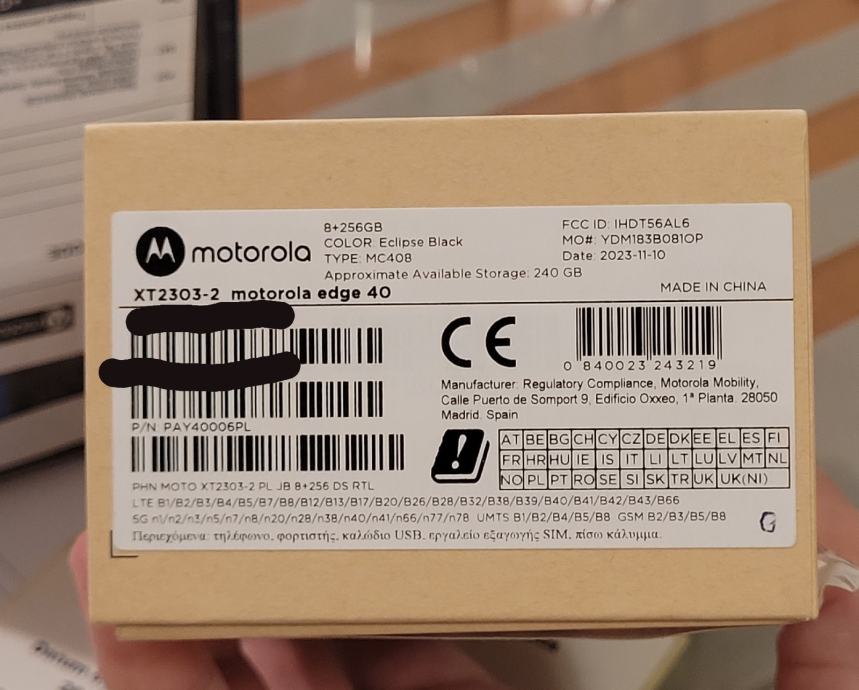 motorola
8+256GB
COLOR: Eclipse Black
TYPE: MC408
Approximate Available Storage: 240 GB
FCC ID: IHDT56AL6
MO#: YDM183B081OP
Date: 2023-11-10
XT2303-2 motorola edge 40
MADE IN CHINA
CE
0 840023 243219
Manufacturer: Regulatory Compliance, Motorola Mobility,
Calle Puerto de Somport 9, Edificio Oxxeo, 1ª Planta. 28050
Madrid. Spain
P/N PAY40006PL
AT BE BG CH CY CZ DE DK EE EL ES FI
FR HR HU IE IS IT LI LT LU LV MT NL
NO PL PT RO SE SI SK TR UK UK(NI)
PHN MOTO XT2303-2 PL JB 8+256 DS RTL
LTE B1/B2/B3/B4/B5/B7/B8/B12/B13/B17/B20/B26/B28/B32/B38/B39/B40/B41/B42/B43/B66
5G n1/n2/n3/n5/n7/n8/n20/n28/n38/n40/n41/n66/n77/n78 UMTS B1/B2/B4/B5/B8 GSM B2/B3/B5/B8
Περιεχόμενα: τηλέφωνο, φορτιστής, καλώδιο USB, εργαλείο εξαγωγής SIM, πίσω κάλυμμα.